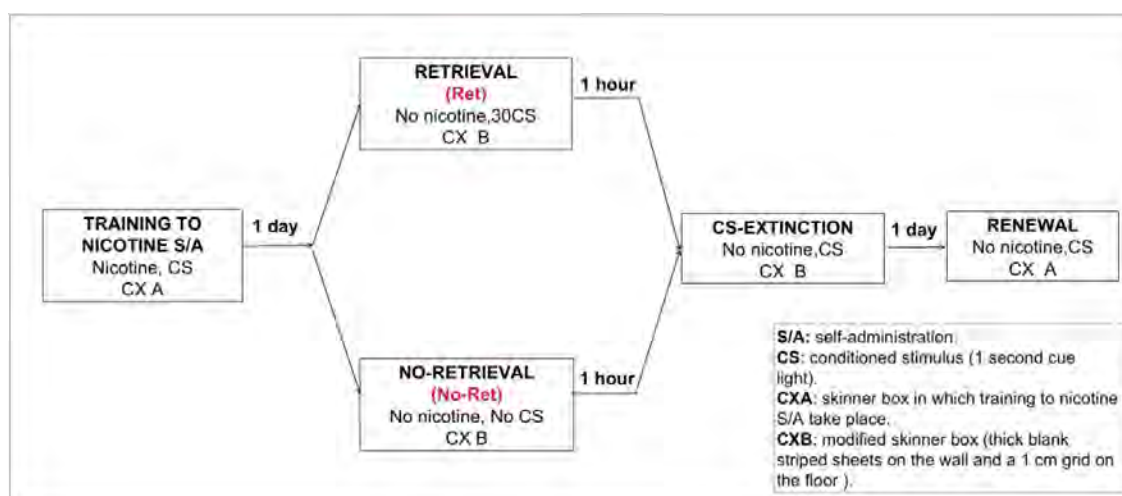 RETRIEVAL
(Ret)
No nicotine,30CS
CX B
1 hour
TRAINING TO
NICOTINE S/A
Nicotine, CS
CX A
1 day
CS-EXTINCTION
No nicotine,CS
CX B
1 day
RENEWAL
No nicotine,CS
CX A
NO-RETRIEVAL
(No-Ret)
No nicotine, No CS
CX B
1 hour
S/A: self-administration.
CS: conditioned stimulus (1 second cue
light).
CXA: skinner box in which training to nicotine
S/A take place.
CXB: modified skinner box (thick blank
striped sheets on the wall and a 1 cm grid on
the floor ).